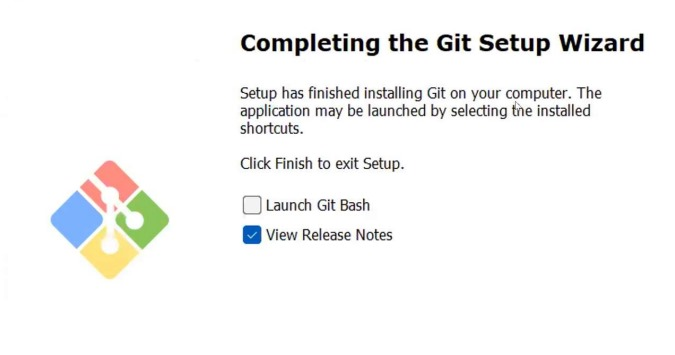 Completing the Git Setup Wizard
Setup has finished installing Git on your computer. The
application may be launched by selecting the installed
shortcuts.
Click Finish to exit Setup.
Launch Git Bash
View Release Notes